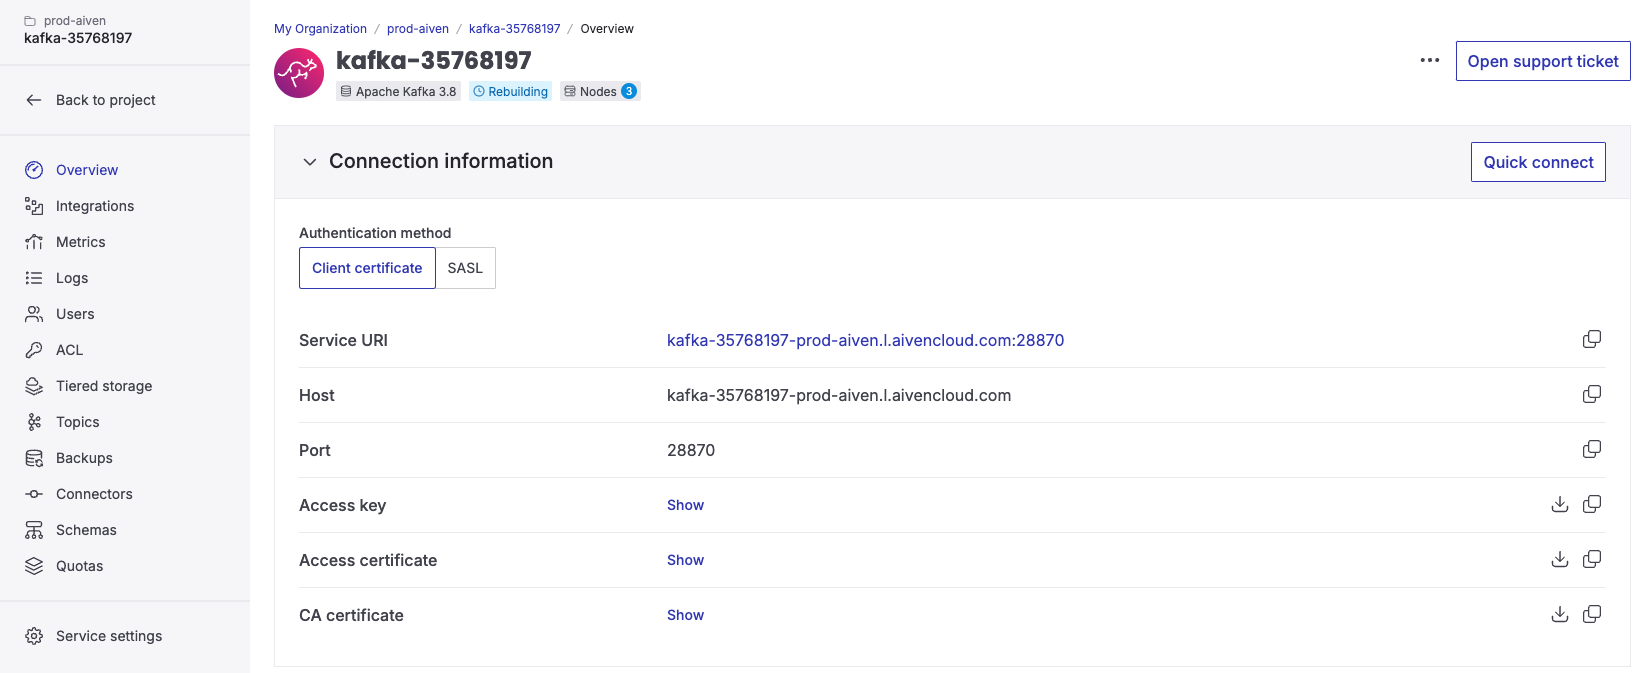 prod-aiven
kafka-35768197
Back to project
Overview
Integrations
Metrics
Logs
Users
ACL
Tiered storage
Topics
Backups
Connectors
Schemas
Quotas
Service settings
My Organization / prod-aiven / kafka-35768197 / Overview
kafka-35768197
Apache Kafka 3.8 Rebuilding Nodes 3
Open support ticket
Connection information
Quick connect
Authentication method
Client certificate SASL
Service URI kafka-35768197-prod-aiven.l.aivencloud.com:28870
Host kafka-35768197-prod-aiven.l.aivencloud.com
Port 28870
Access key Show
Access certificate Show
CA certificate Show